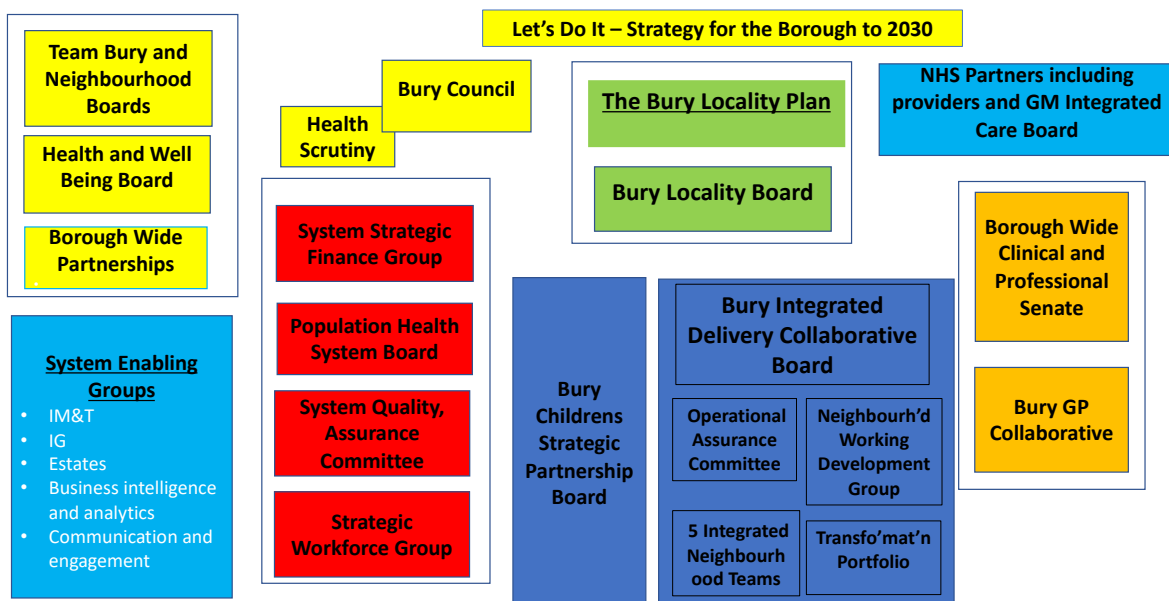 Let's Do It – Strategy for the Borough to 2030
Team Bury and
Neighbourhood
Boards
Health and Well
Being Board
Borough Wide
Partnerships
.
Bury Council
Health
Scrutiny
The Bury Locality Plan
Bury Locality Board
NHS Partners including
providers and GM Integrated
Care Board
System Enabling
Groups
• IM&T
• IG
• Estates
• Business intelligence
and analytics
• Communication and
engagement
System Strategic
Finance Group
Population Health
System Board
System Quality,
Assurance
Committee
Strategic
Workforce Group
Bury
Childrens
Strategic
Partnership
Board
Bury Integrated
Delivery Collaborative
Board
Operational
Assurance
Committee
Neighbourh'd
Working
Development
Group
5 Integrated
Neighbourh
ood Teams
Transfo'mat'n
Portfolio
Borough Wide
Clinical and
Professional
Senate
Bury GP
Collaborative